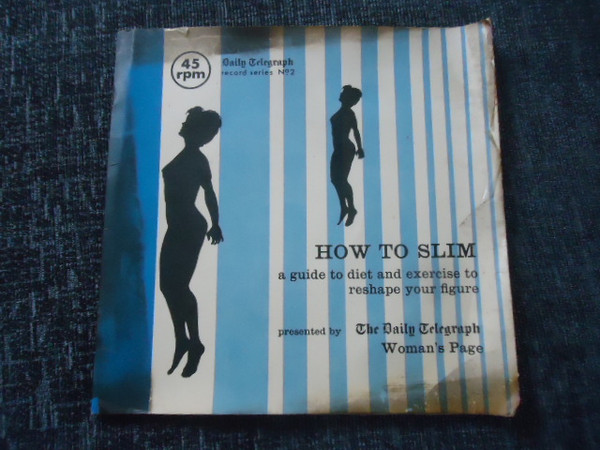 45
rpm
Daily Telegraph
record series Nº2
HOW TO SLIM
a guide to diet and exercise to
reshape your figure
presented by The Daily Telegraph
Woman's Page